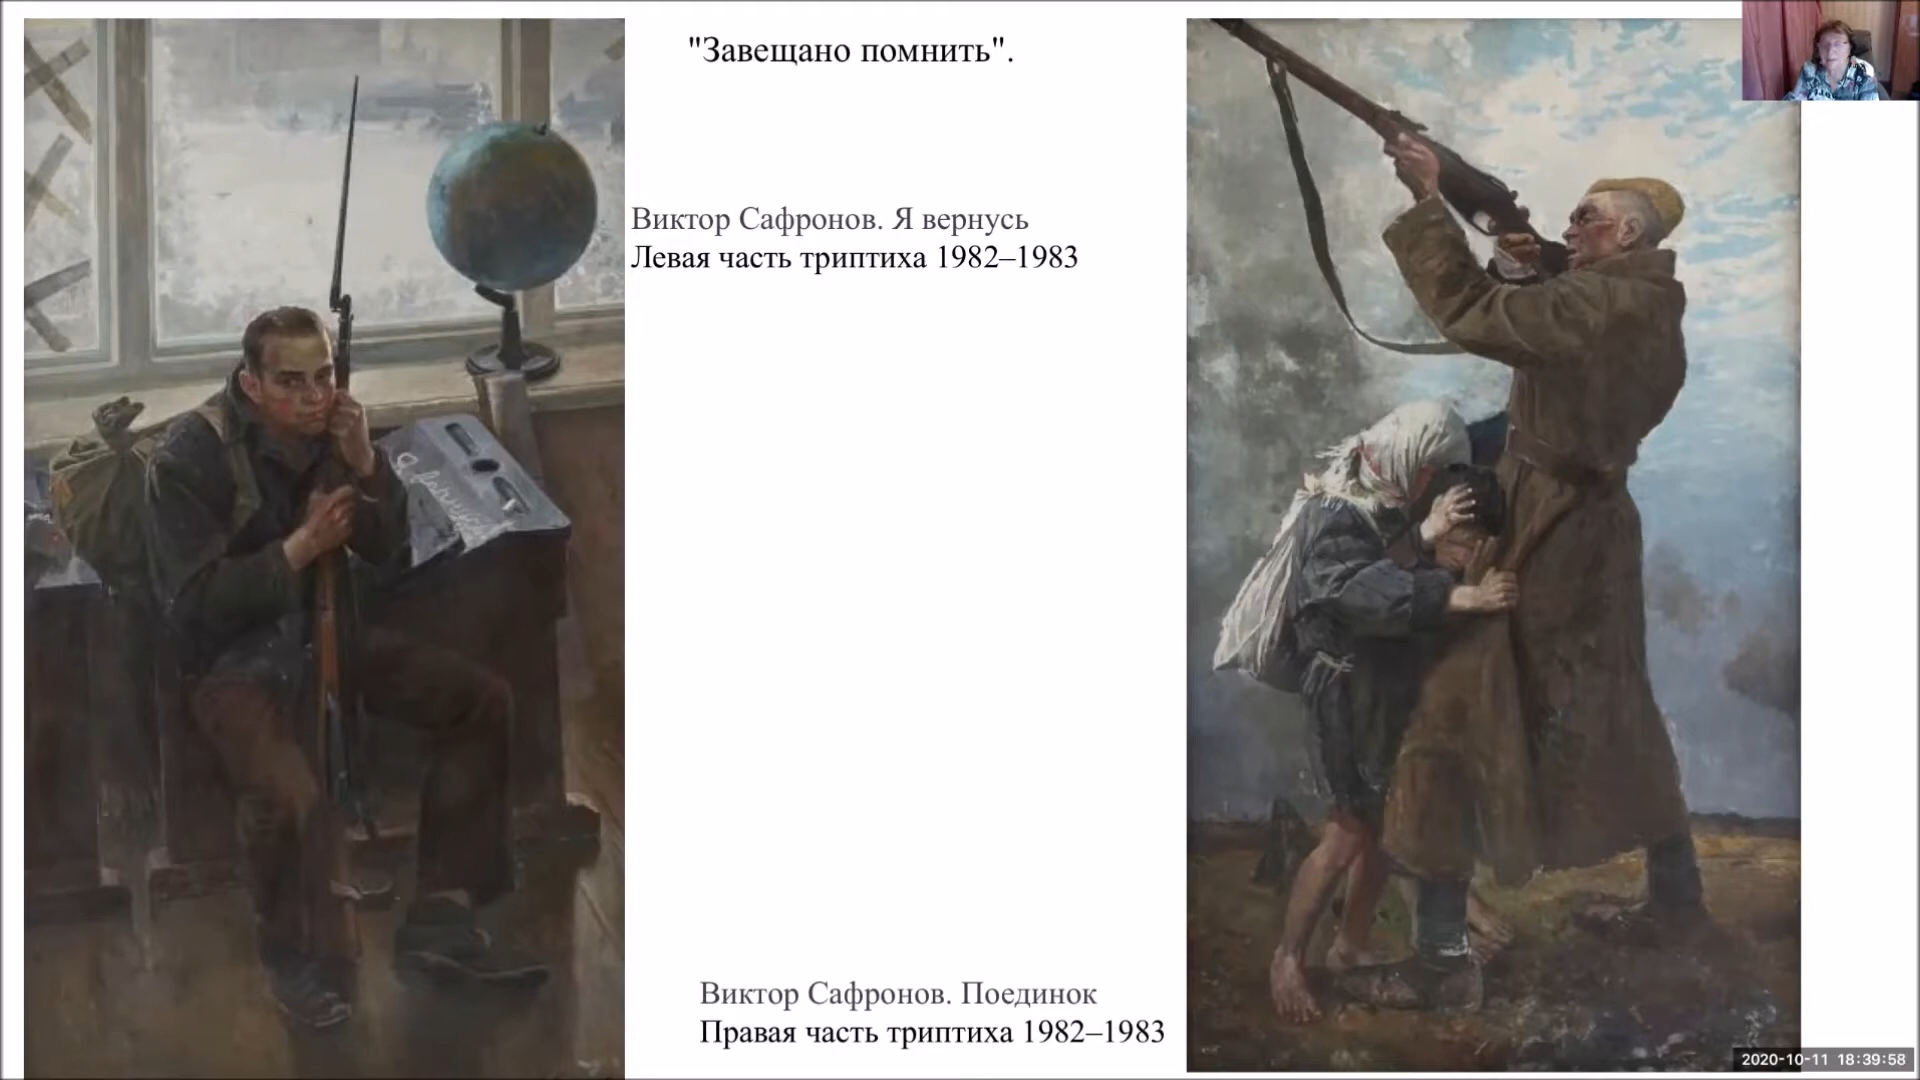 "Завещано помнить".
Виктор Сафронов. Я вернусь
Левая часть триптиха 1982–1983
Я вернусь
Виктор Сафронов. Поединок
Правая часть триптиха 1982–1983
2020-10-11 18:39:58